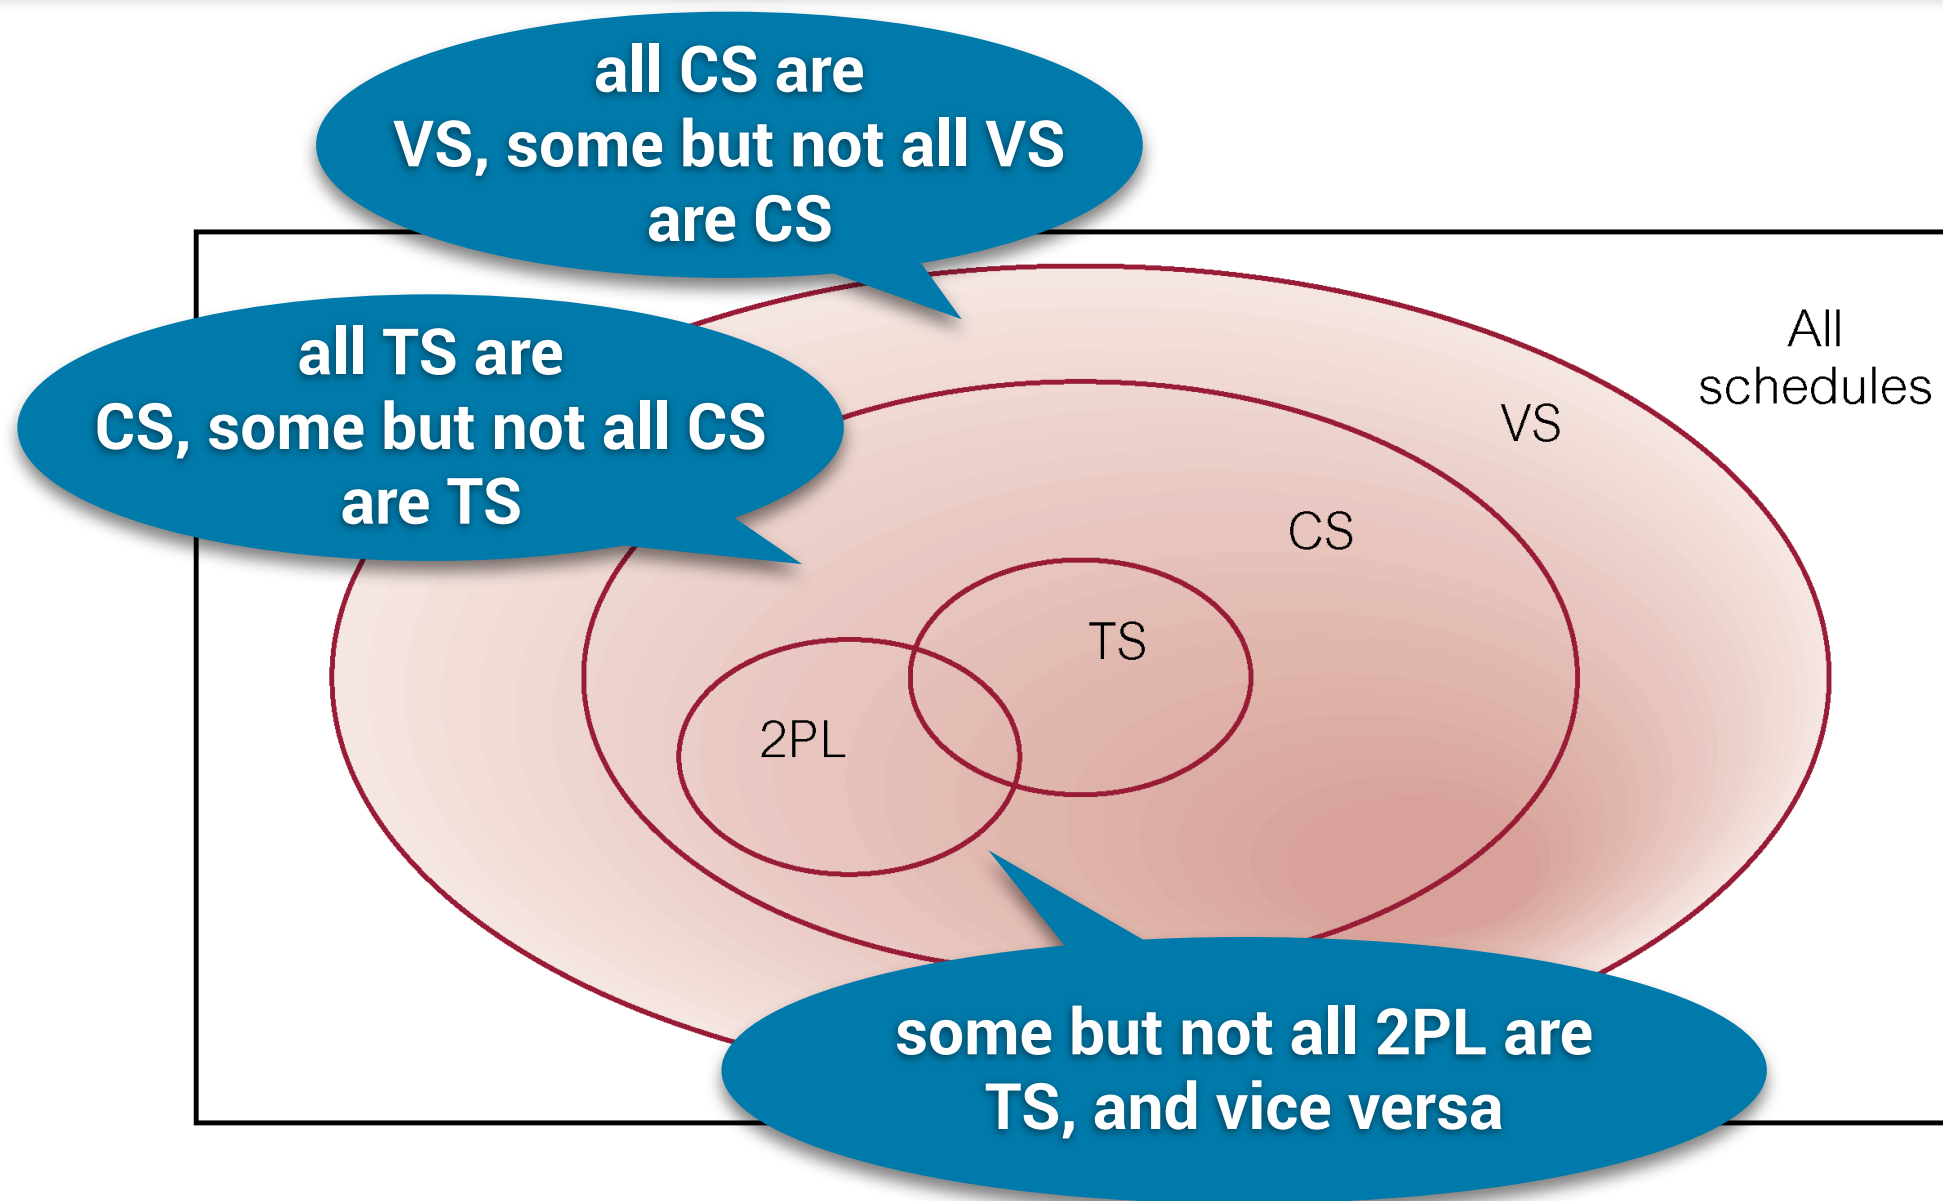 all CS are
VS, some but not all VS
are CS
all TS are
CS, some but not all CS
are TS
All
schedules
VS
CS
TS
2PL
some but not all 2PL are
TS, and vice versa